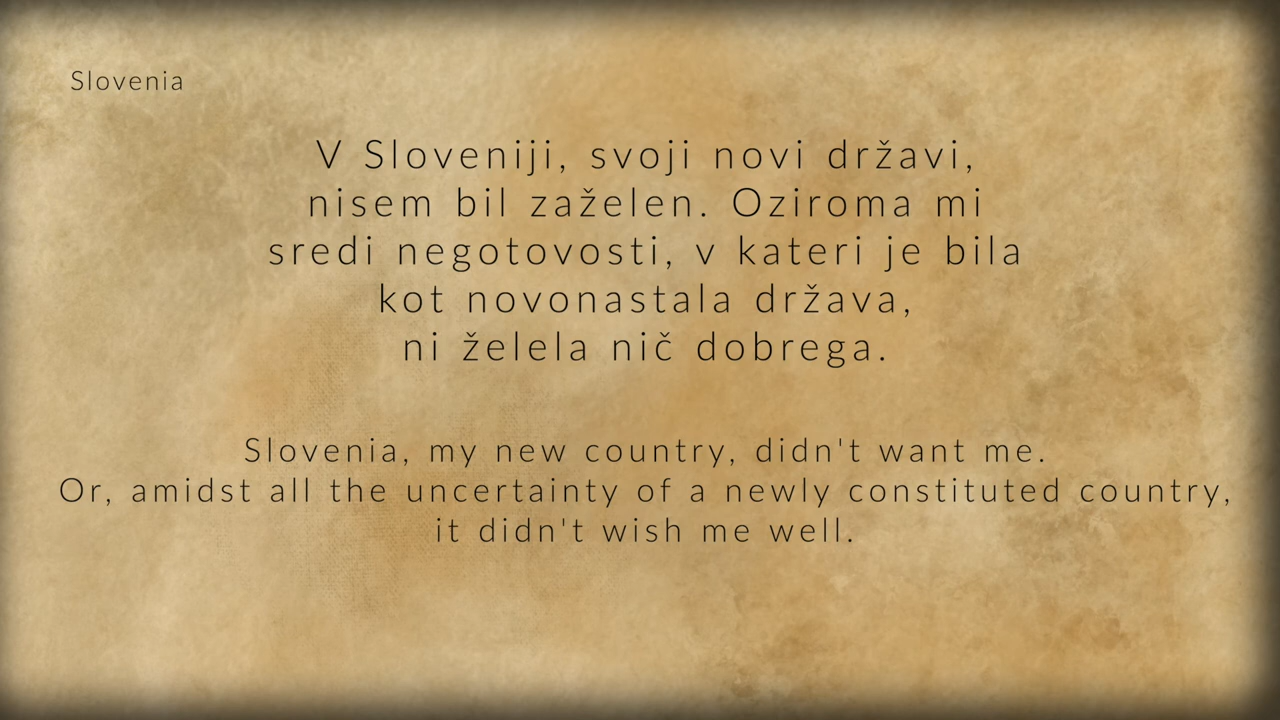 Slovenia
V Sloveniji, svoji novi državi,
nisem bil zaželen. Oziroma mi
sredi negotovosti, v kateri je bila
kot novonastala država,
ni želela nič dobrega.
Slovenia, my new country, didn't want me.
Or, amidst all the uncertainty of a newly constituted country,
it didn't wish me well.